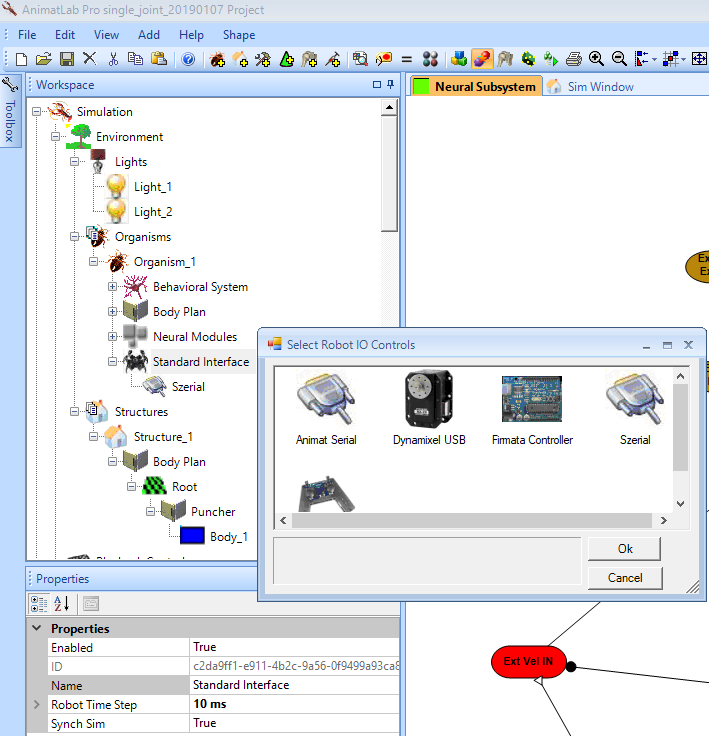 AnimatLab Pro single_joint_20190107 Project
File Edit View Add Help Shape
Toolbox
Workspace
Neural Subsystem Sim Window
Simulation
Environment
Lights
Light_1
Light_2
Organisms
Organism_1
Behavioral System
Body Plan
Neural Modules
Standard Interface
Szerial
Structures
Structure_1
Body Plan
Root
Puncher
Body_1
Select Robot IO Controls
Animat Serial Dynamixel USB Firmata Controller Szerial
Ok
Cancel
Properties
Properties
Enabled True
ID c2da9ff1-e911-4b2c-9a56-0f9499a93ca8
Name Standard Interface
Robot Time Step 10 ms
Synch Sim True
Ext Vel IN